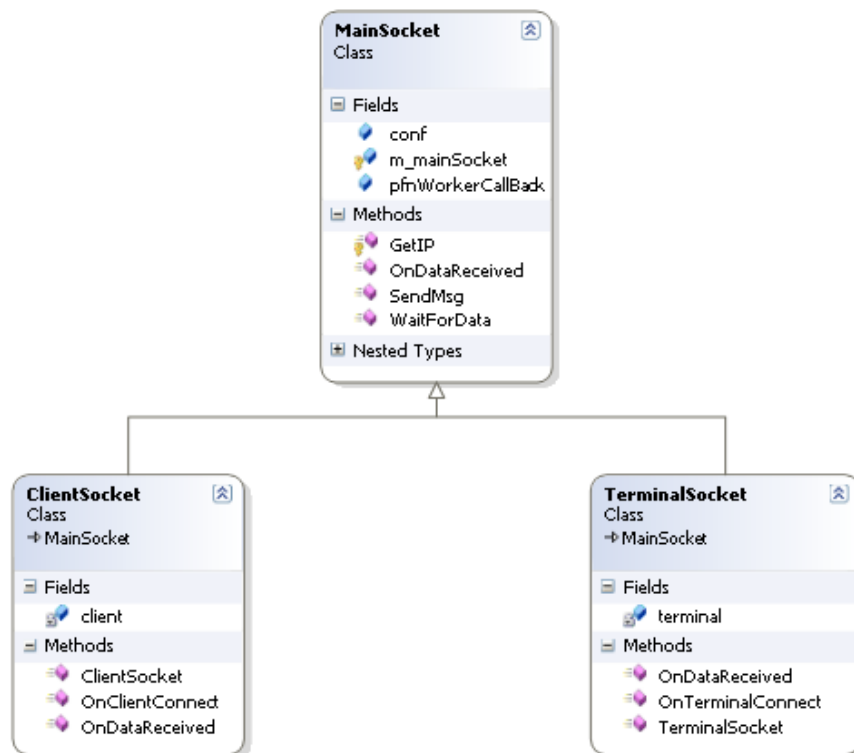 MainSocket
Class
Fields
conf
m_mainSocket
pfnWorkerCallBack
Methods
GetIP
OnDataReceived
SendMsg
WaitForData
Nested Types
ClientSocket
Class
MainSocket
Fields
client
Methods
ClientSocket
OnClientConnect
OnDataReceived
TerminalSocket
Class
MainSocket
Fields
terminal
Methods
OnDataReceived
OnTerminalConnect
TerminalSocket